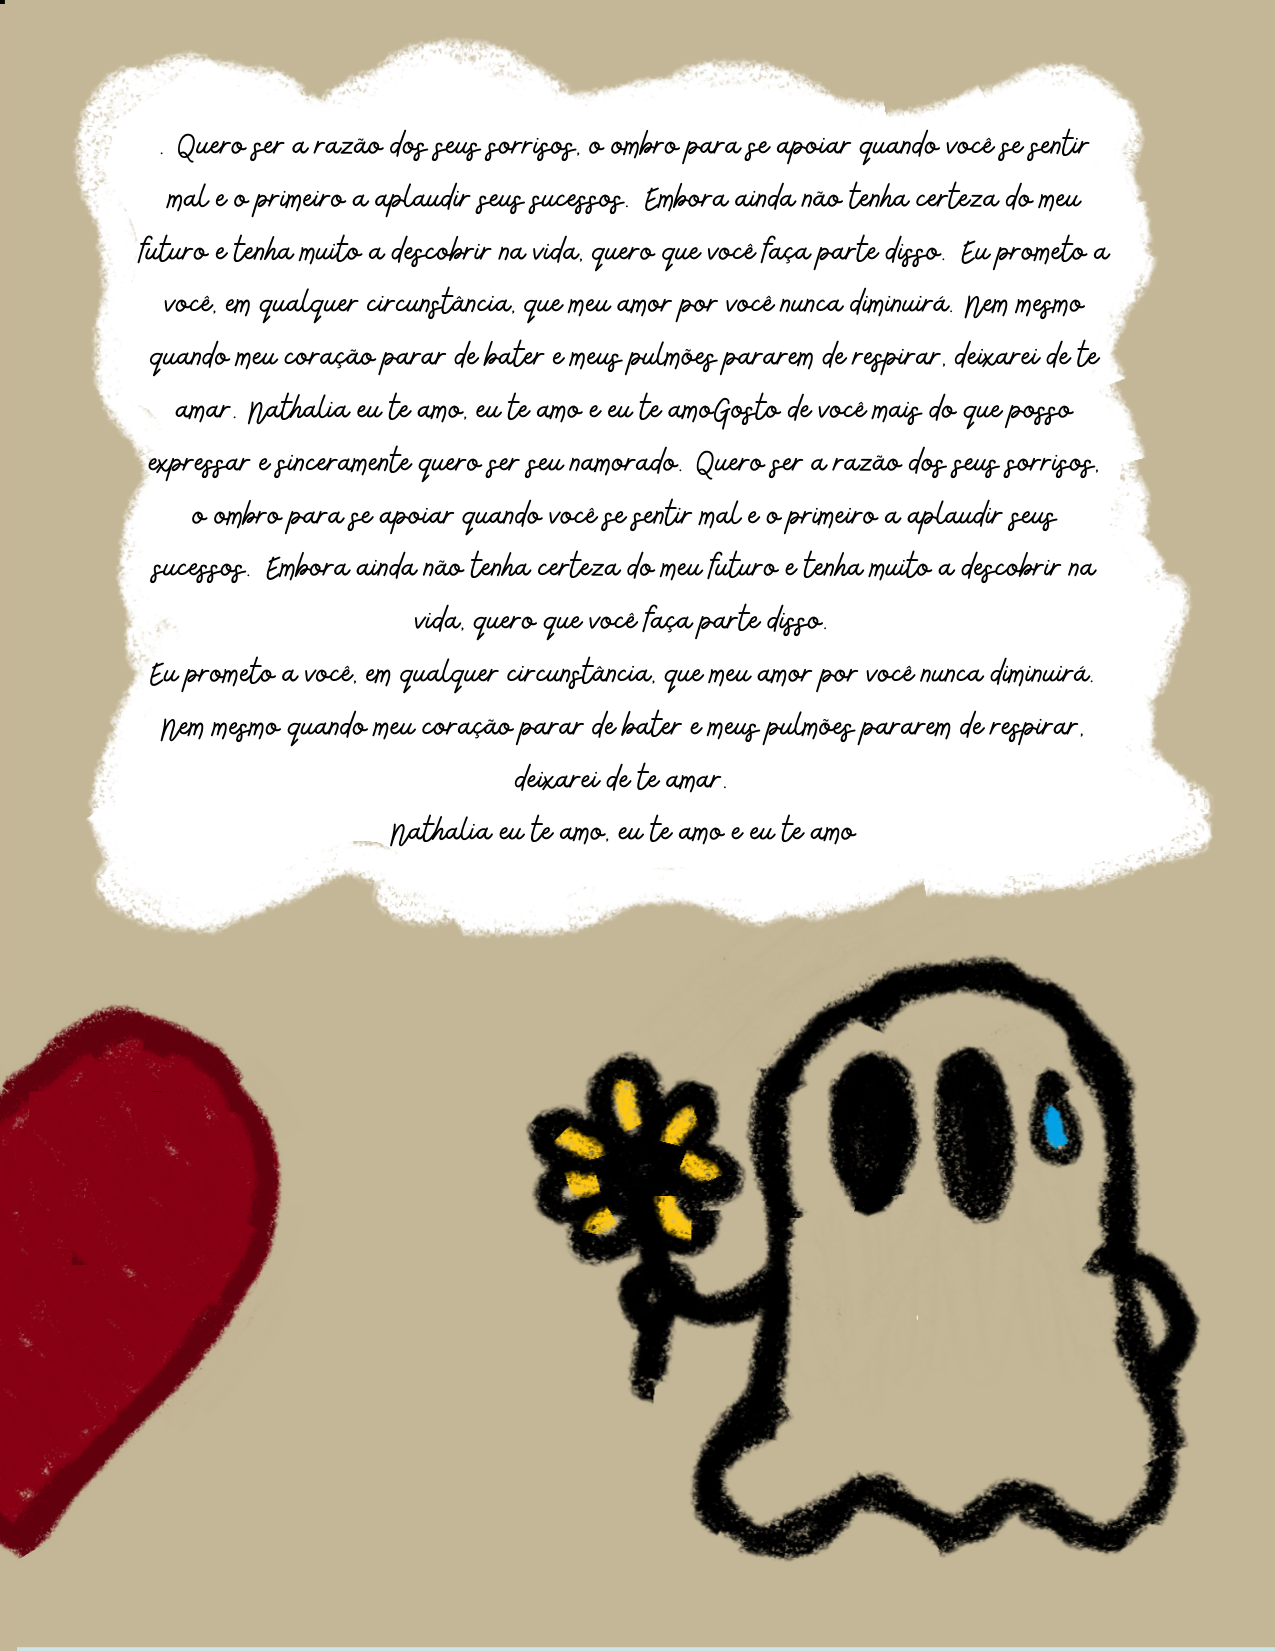 . Quero ser a razão dos seus sorrisos, o ombro para se apoiar quando você se sentir
mal e o primeiro a aplaudir seus sucessos. Embora ainda não tenha certeza do meu
futuro e tenha muito a descobrir na vida, quero que você faça parte disso. Eu prometo a
você, em qualquer circunstância, que meu amor por você nunca diminuirá. Nem mesmo
quando meu coração parar de bater e meus pulmões pararem de respirar, deixarei de te
amar. Nathalia eu te amo, eu te amo e eu te amoGosto de você mais do que posso
expressar e sinceramente quero ser seu namorado. Quero ser a razão dos seus sorrisos,
o ombro para se apoiar quando você se sentir mal e o primeiro a aplaudir seus
sucessos. Embora ainda não tenha certeza do meu futuro e tenha muito a descobrir na
vida, quero que você faça parte disso.
Eu prometo a você, em qualquer circunstância, que meu amor por você nunca diminuirá.
Nem mesmo quando meu coração parar de bater e meus pulmões pararem de respirar,
deixarei de te amar.
Nathalia eu te amo, eu te amo e eu te amo